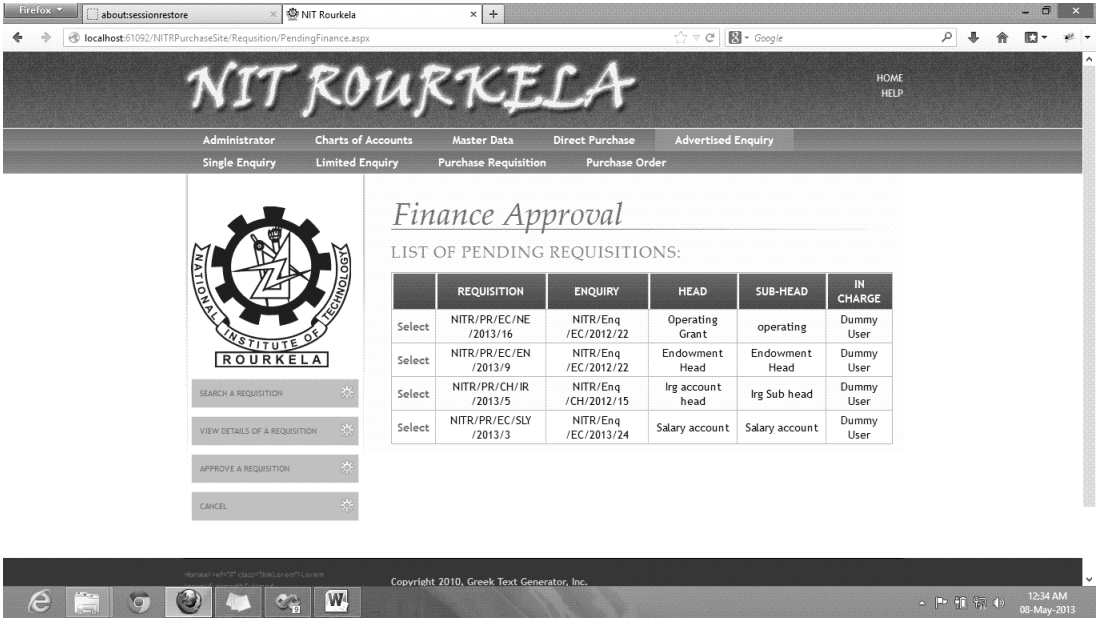 Firefox
about:sessionrestore
NIT Rourkela
localhost:61092/NITRPurchaseSite/Requsition/PendingFinance.aspx
Google
NIT ROURKELA
HOME
HELP
Administrator Charts of Accounts Master Data Direct Purchase Advertised Enquiry
Single Enquiry Limited Enquiry Purchase Requisition Purchase Order
NATIONAL INSTITUTE OF TECHNOLOGY
ROURKELA
SEARCH A REQUISITION
VIEW DETAILS OF A REQUISITION
APPROVE A REQUISITION
CANCEL
Finance Approval
LIST OF PENDING REQUISITIONS:
REQUISITION ENQUIRY HEAD SUB-HEAD IN CHARGE
Select NITR/PR/EC/NE/2013/16 NITR/Enq/EC/2012/22 Operating Grant operating Dummy User
Select NITR/PR/EC/EN/2013/9 NITR/Enq/EC/2012/22 Endowment Head Endowment Head Dummy User
Select NITR/PR/CH/IR/2013/5 NITR/Enq/CH/2012/15 Irg account head Irg Sub head Dummy User
Select NITR/PR/EC/SLY/2013/3 NITR/Enq/EC/2013/24 Salary account Salary account Dummy User
Copyright 2010, Greek Text Generator, Inc.
12:34 AM
08-May-2013